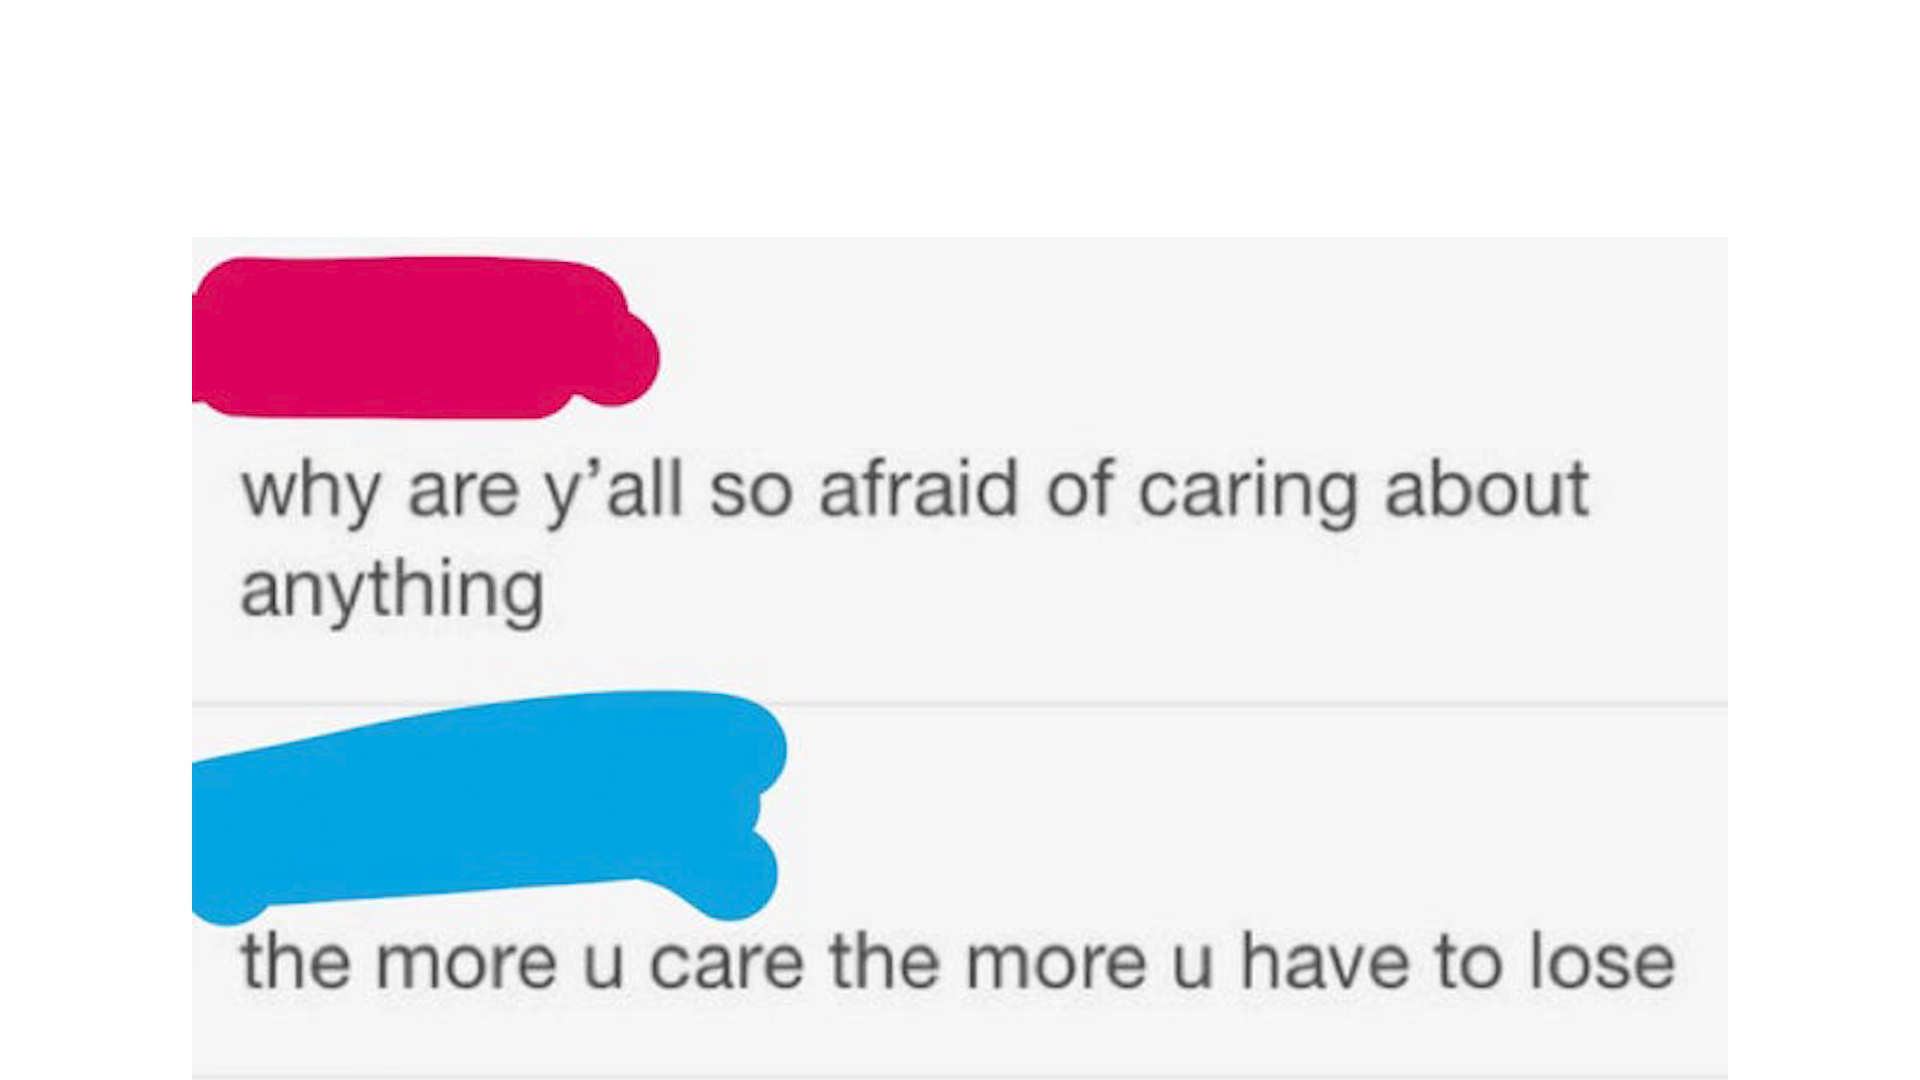 why are y’all so afraid of caring about
anything
the more u care the more u have to lose